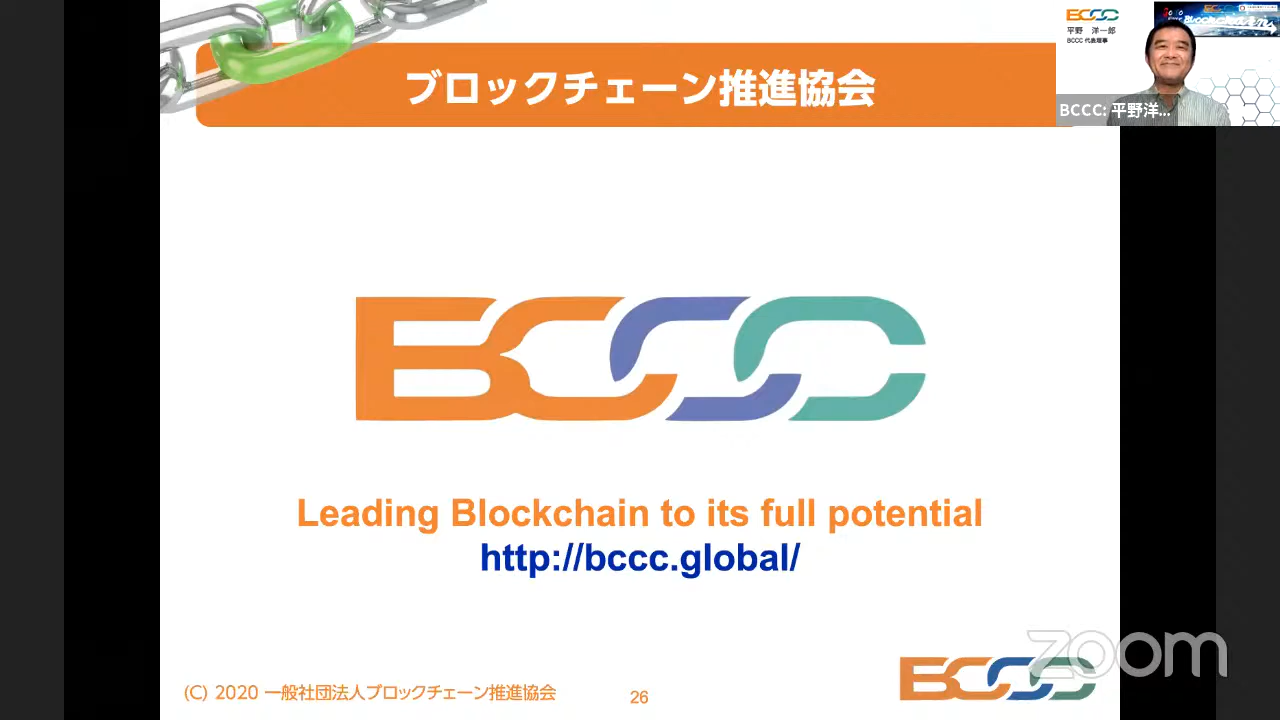 ブロックチェーン推進協会
BCCC
平野 洋一郎
BCCC 代表理事
BCCC: 平野洋...
BCCC
Leading Blockchain to its full potential
http://bccc.global/
zoom
BCCC
(C) 2020 一般社団法人ブロックチェーン推進協会
26